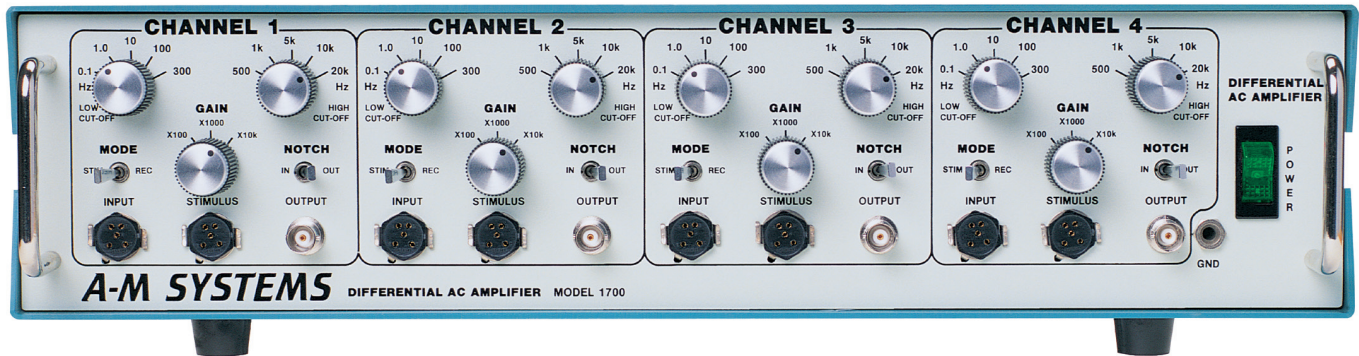 CHANNEL 1
0.1 1.0 10 100 300
Hz
LOW
CUT-OFF
500 1k 5k 10k 20k
Hz
HIGH
CUT-OFF
GAIN
X100 X1000 X10k
MODE
STIM REC
NOTCH
IN OUT
INPUT STIMULUS OUTPUT
CHANNEL 2
0.1 1.0 10 100 300
Hz
LOW
CUT-OFF
500 1k 5k 10k 20k
Hz
HIGH
CUT-OFF
GAIN
X100 X1000 X10k
MODE
STIM REC
NOTCH
IN OUT
INPUT STIMULUS OUTPUT
CHANNEL 3
0.1 1.0 10 100 300
Hz
LOW
CUT-OFF
500 1k 5k 10k 20k
Hz
HIGH
CUT-OFF
GAIN
X100 X1000 X10k
MODE
STIM REC
NOTCH
IN OUT
INPUT STIMULUS OUTPUT
CHANNEL 4
0.1 1.0 10 100 300
Hz
LOW
CUT-OFF
500 1k 5k 10k 20k
Hz
HIGH
CUT-OFF
GAIN
X100 X1000 X10k
MODE
STIM REC
NOTCH
IN OUT
INPUT STIMULUS OUTPUT
GND
DIFFERENTIAL
AC AMPLIFIER
POWER
A-M SYSTEMS DIFFERENTIAL AC AMPLIFIER MODEL 1700